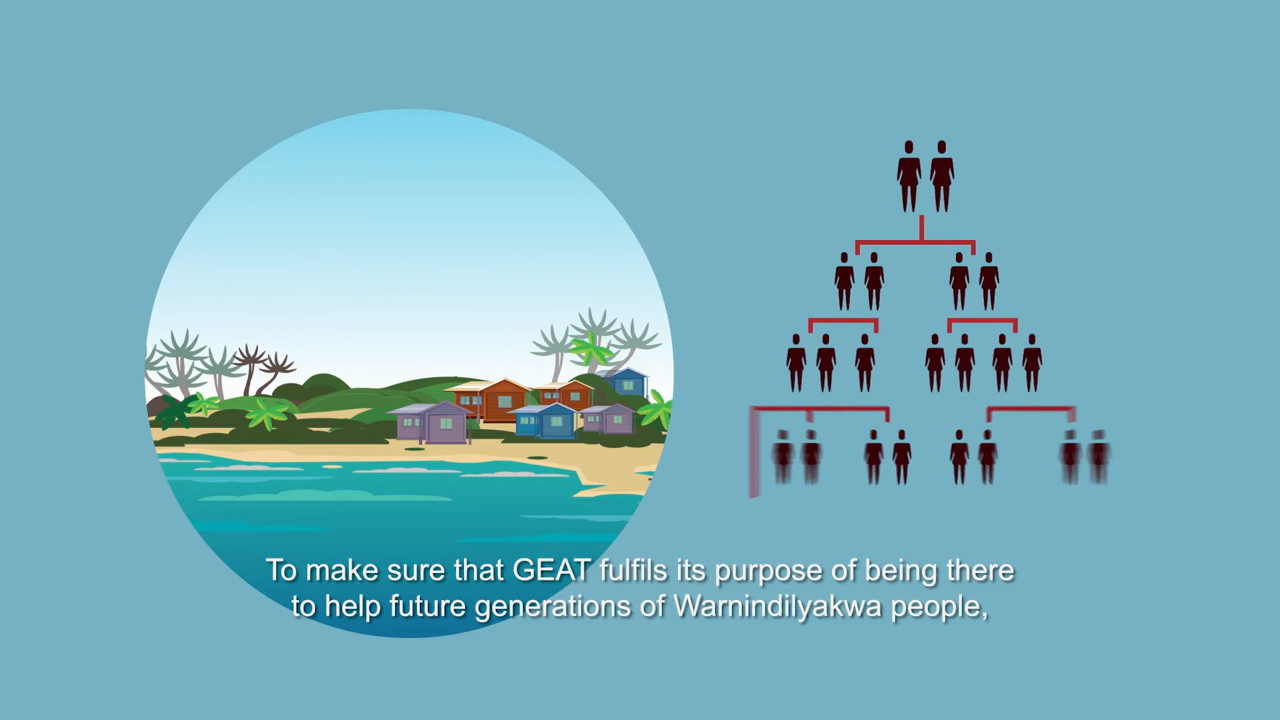 To make sure that GEAT fulfils its purpose of being there
to help future generations of Warnindilyakwa people,